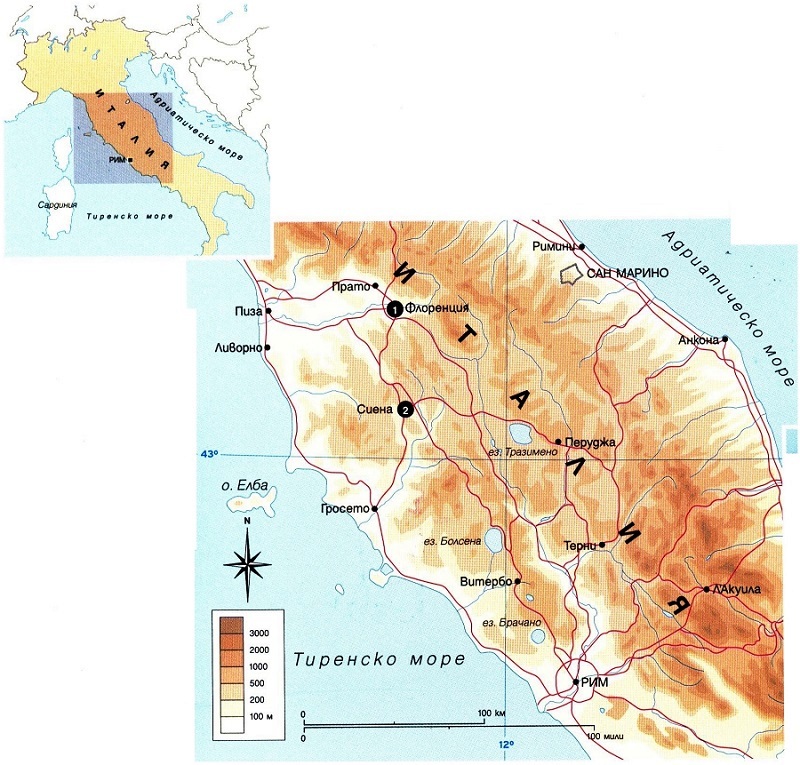 ИТАЛИЯ
Адриатическо море
РИМ
Сардиния
Тиренско море
Адриатическо море
Римини
САН МАРИНО
ИТАЛИЯ
Прато
1
Флоренция
Пиза
Ливорно
Анкона
Сиена
2
Перуджа
ез. Тразимено
43°
о. Елба
Гросето
N
ез. Болсена
Терни
Витербо
Л'Акуила
ез. Брачано
3000
2000
1000
500
200
100 м
Тиренско море
РИМ
0 100 км
0 100 мили
12°